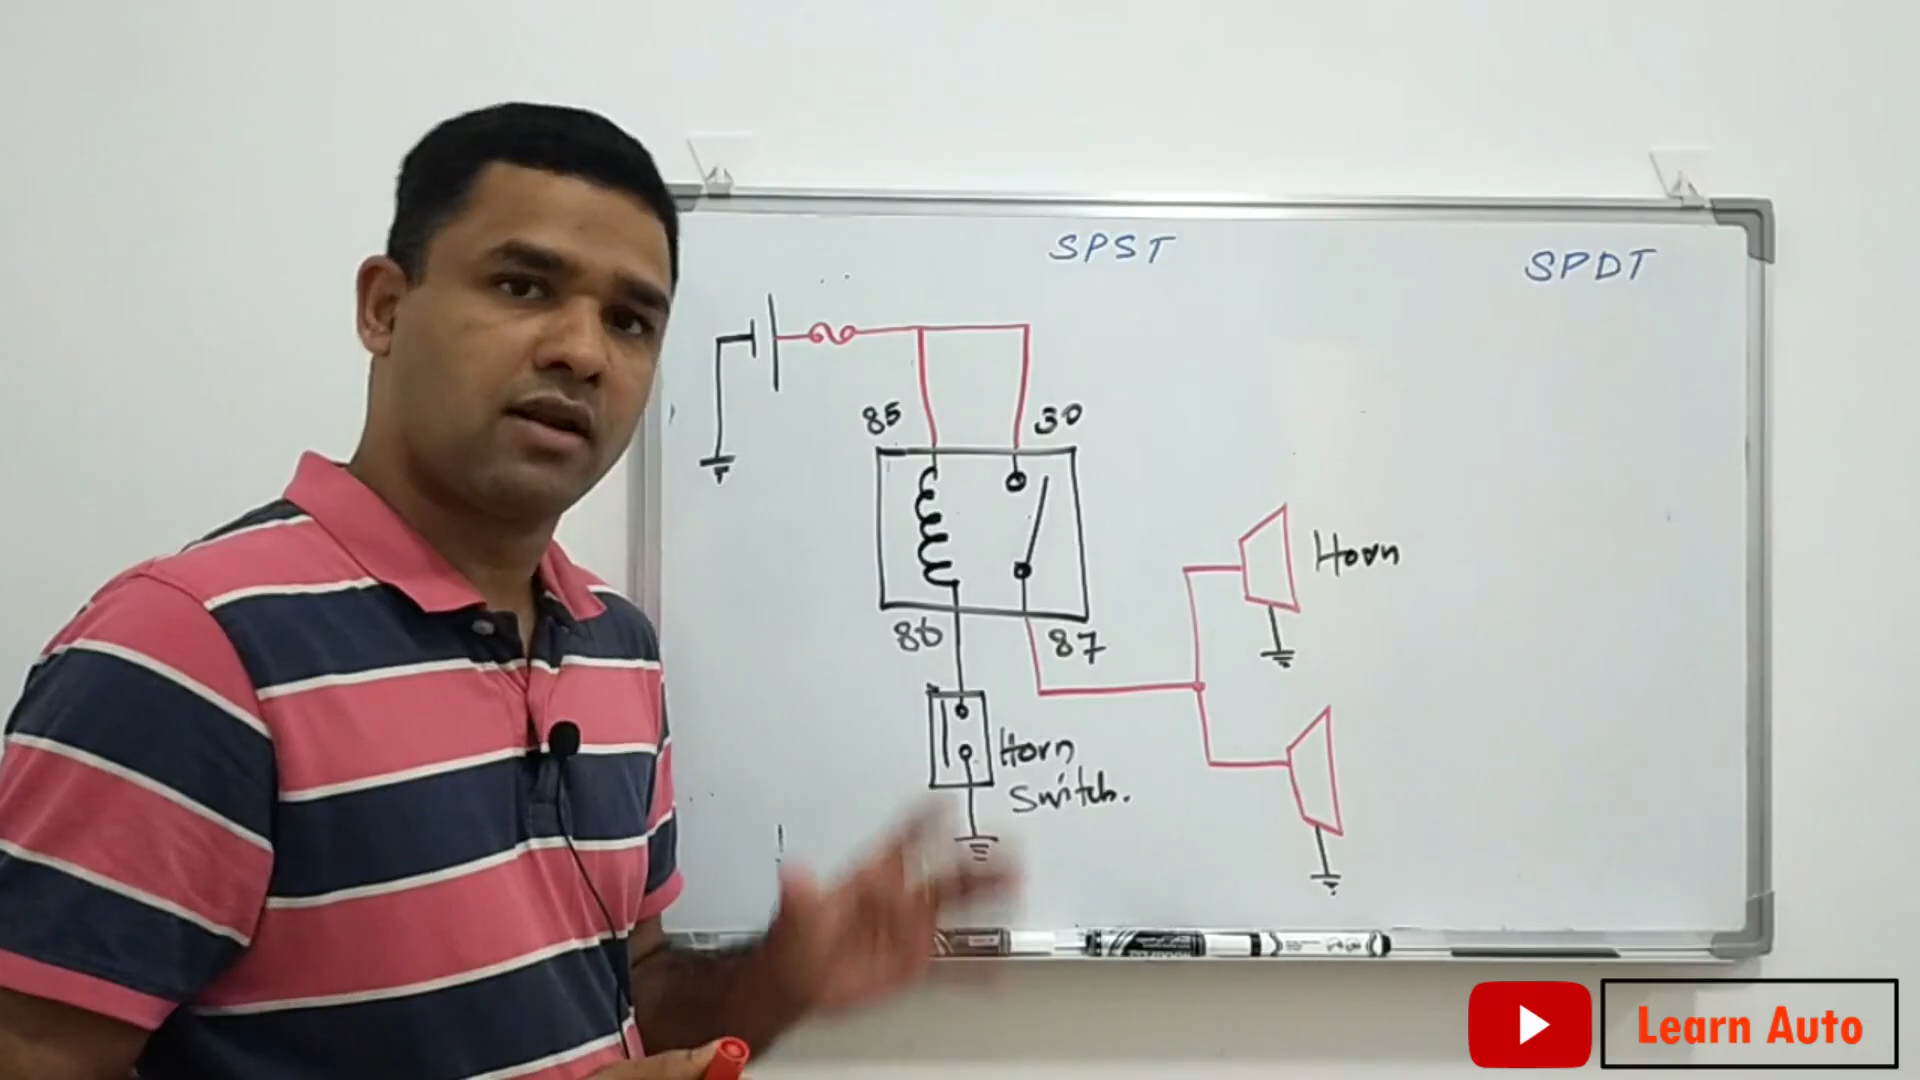 SPST
SPDT
85
30
86
87
Horn
Horn
Switch.
Learn Auto